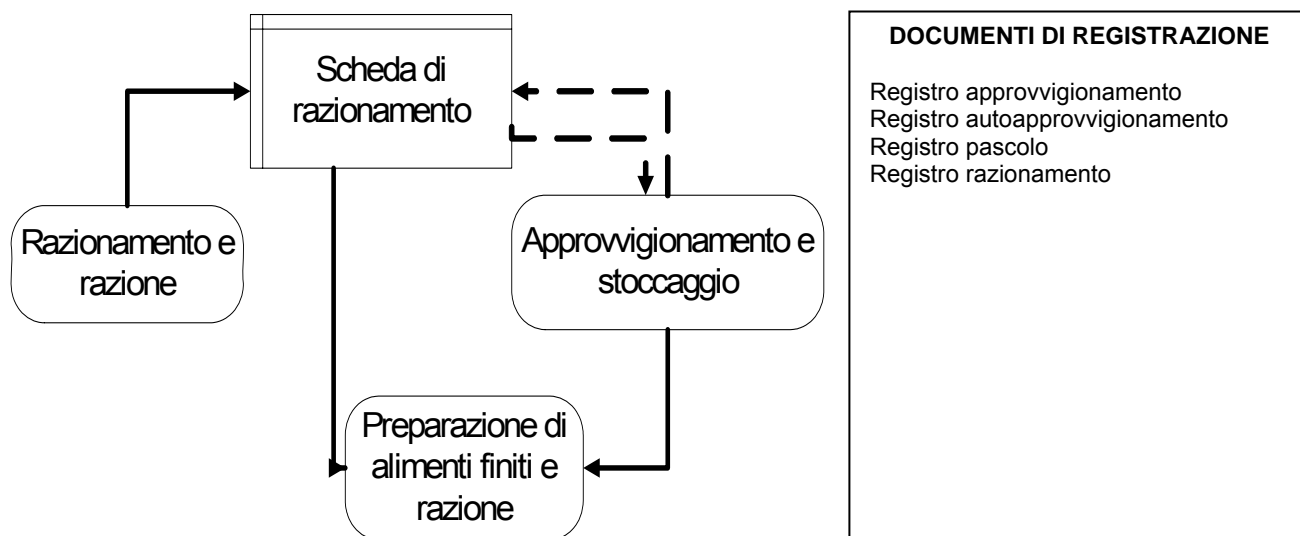 Scheda di
razionamento
Razionamento e
razione
Approvvigionamento e
stoccaggio
Preparazione di
alimenti finiti e
razione
DOCUMENTI DI REGISTRAZIONE
Registro approvvigionamento
Registro autoapprovvigionamento
Registro pascolo
Registro razionamento